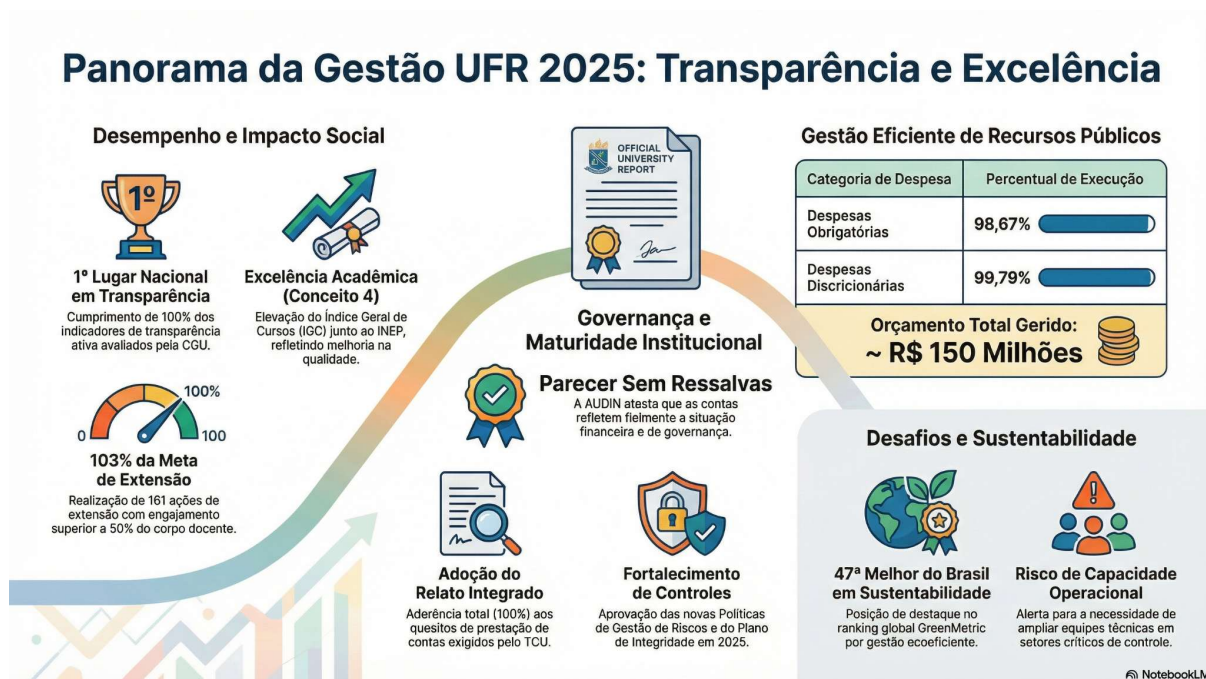 Panorama da Gestão UFR 2025: Transparência e Excelência
Desempenho e Impacto Social
1º
1º Lugar Nacional
em Transparência
Cumprimento de 100% dos
indicadores de transparência
ativa avaliados pela CGU.
Excelência Acadêmica
(Conceito 4)
Elevação do Índice Geral de
Cursos (IGC) junto ao INEP,
refletindo melhoria na
qualidade.
100%
0
100
103% da Meta
de Extensão
Realização de 161 ações de
extensão com engajamento
superior a 50% do corpo docente.
OFFICIAL
UNIVERSITY
REPORT
Governança e
Maturidade Institucional
Parecer Sem Ressalvas
A AUDIN atesta que as contas
refletem fielmente a situação
financeira e de governança.
Adoção do
Relato Integrado
Aderência total (100%) aos
quesitos de prestação de
contas exigidos pelo TCU.
Fortalecimento
de Controles
Aprovação das novas Políticas
de Gestão de Riscos e do Plano
de Integridade em 2025.
Gestão Eficiente de Recursos Públicos
Categoria de Despesa
Percentual de Execução
Despesas
Obrigatórias
98,67%
Despesas
Discricionárias
99,79%
Orçamento Total Gerido:
~ R$ 150 Milhões
Desafios e Sustentabilidade
47ª Melhor do Brasil
em Sustentabilidade
Posição de destaque no
ranking global GreenMetric
por gestão ecoeficiente.
Risco de Capacidade
Operacional
Alerta para a necessidade de
ampliar equipes técnicas em
setores críticos de controle.
NotebookLM